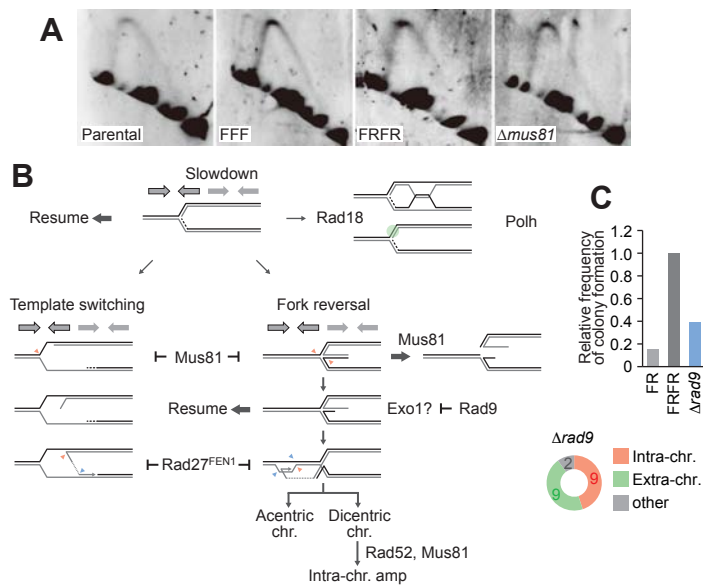 A
Parental
FFF
FRFR
Δmus81
B
Slowdown
Resume
Rad18
Polh
Template switching
Fork reversal
Mus81
Mus81
Resume
Exo1?
Rad9
Rad27FEN1
Acentric
chr.
Dicentric
chr.
Rad52, Mus81
Intra-chr. amp
C
Relative frequency
of colony formation
1.2
1.0
0.8
0.6
0.4
0.2
0
FR
FRFR
Δrad9
Δrad9
2
9
9
Intra-chr.
Extra-chr.
other